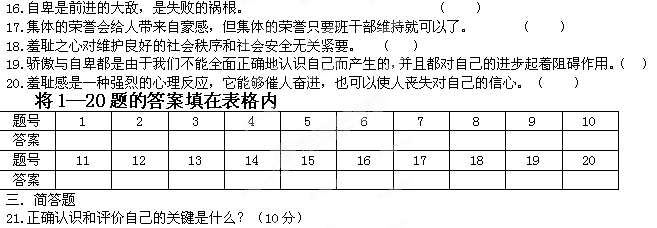 16.自卑是前进的大敌，是失败的祸根。 （ ）
17.集体的荣誉会给人带来自蒙感，但集体的荣誉只要班干部维持就可以了。 （ ）
18.羞耻之心对维护良好的社会秩序和社会安全无关紧要。 （ ）
19.骄傲与自卑都是由于我们不能全面正确地认识自己而产生的，并且都对自己的进步起着阻碍作用。（ ）
20.羞耻感是一种强烈的心理反应，它能够催人奋进，也可以使人丧失对自己的信心。（ ）
将1—20题的答案填在表格内
题号 1 2 3 4 5 6 7 8 9 10
答案
题号 11 12 13 14 15 16 17 18 19 20
答案
三．简答题
21.正确认识和评价自己的关键是什么？（10分）